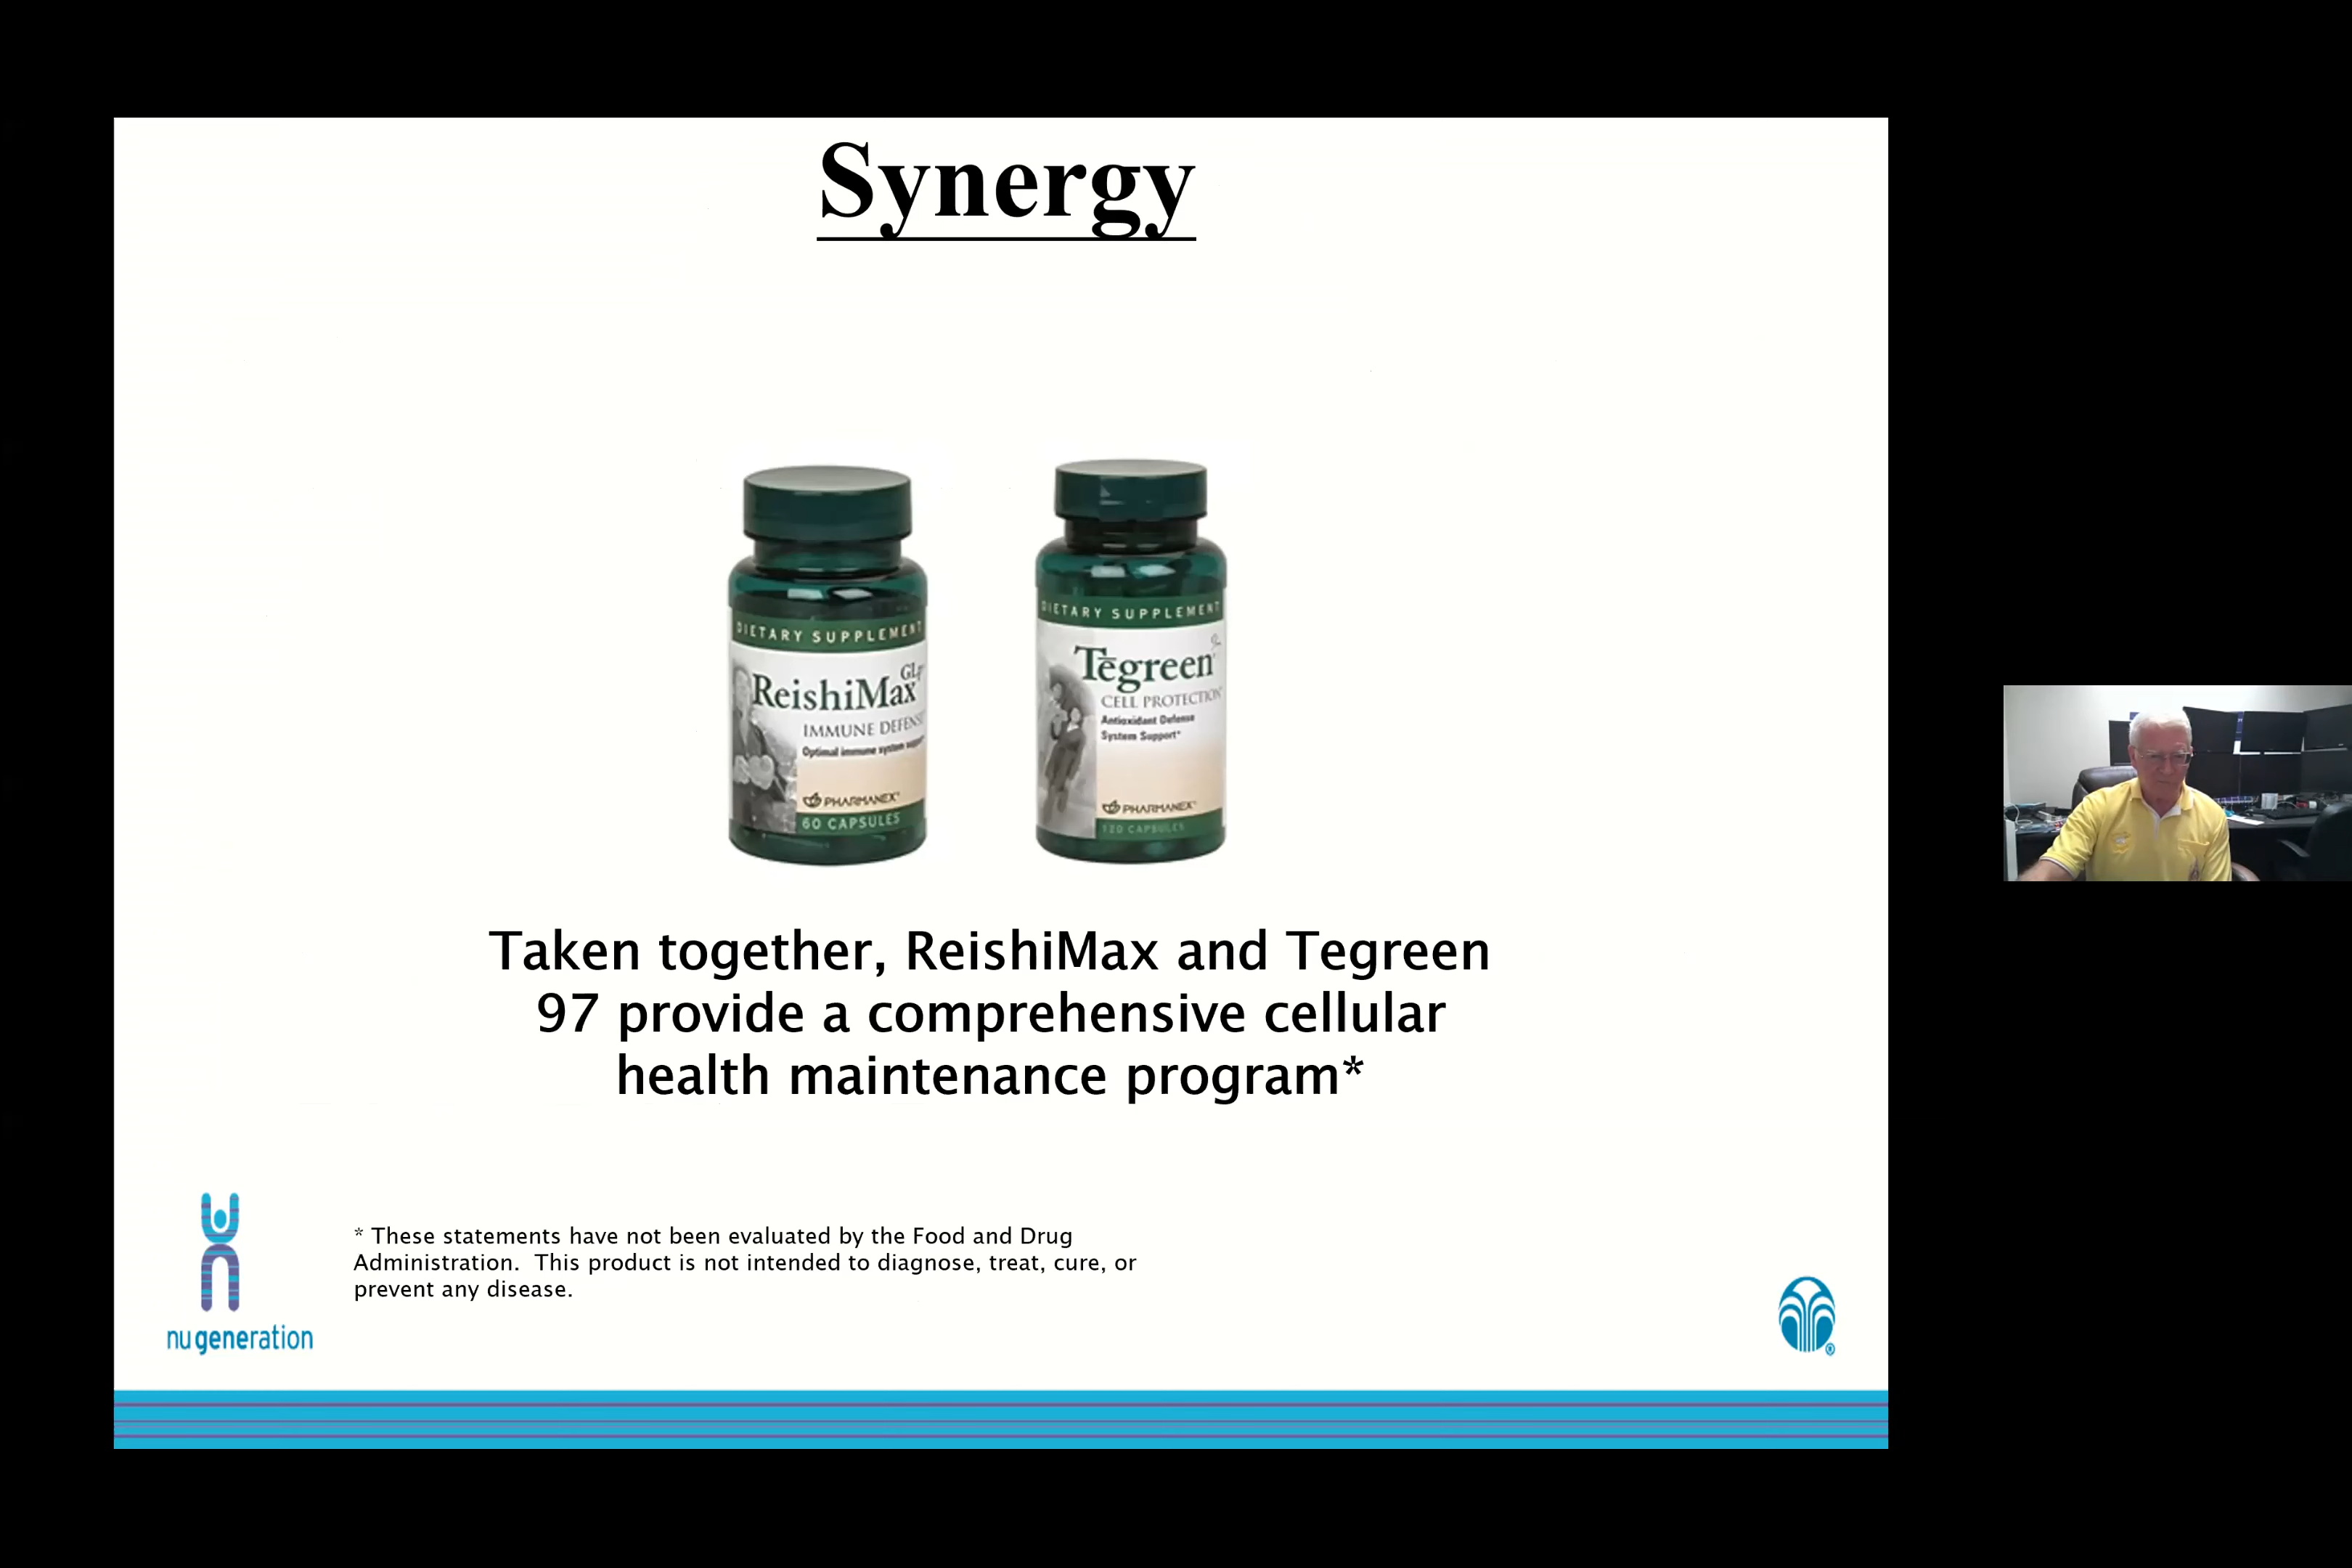 Synergy
DIETARY SUPPLEMENT
ReishiMax GLp
IMMUNE DEFENSE
Optimal immune system support
PHARMANEX
60 CAPSULES
DIETARY SUPPLEMENT
Tēgreen
CELL PROTECTION
Antioxidant Defense
System Support*
PHARMANEX
120 CAPSULES
Taken together, ReishiMax and Tegreen
97 provide a comprehensive cellular
health maintenance program*
* These statements have not been evaluated by the Food and Drug
Administration.  This product is not intended to diagnose, treat, cure, or
prevent any disease.
nugeneration
®